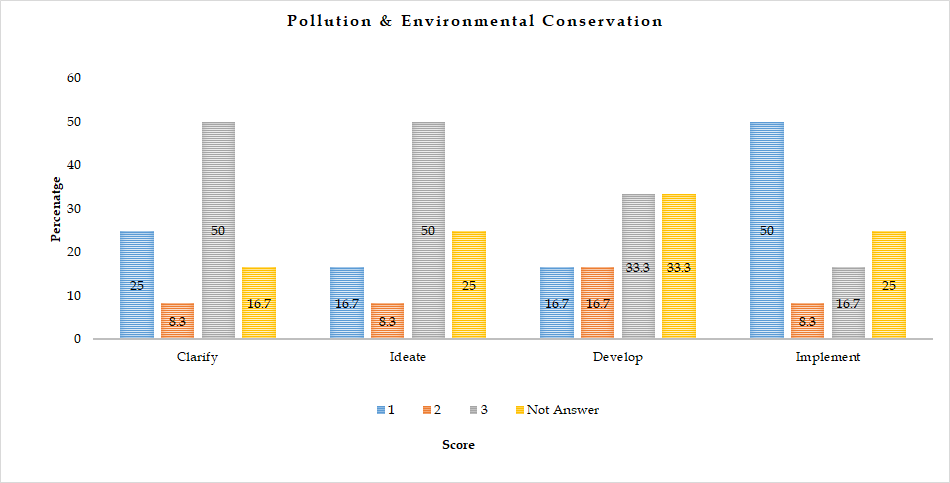 Pollution & Environmental Conservation
Percenatge
60
50
40
30
20
10
0
25
8.3
50
16.7
16.7
8.3
50
25
16.7
16.7
33.3
33.3
50
8.3
16.7
25
Clarify
Ideate
Develop
Implement
1 2 3 Not Answer
Score